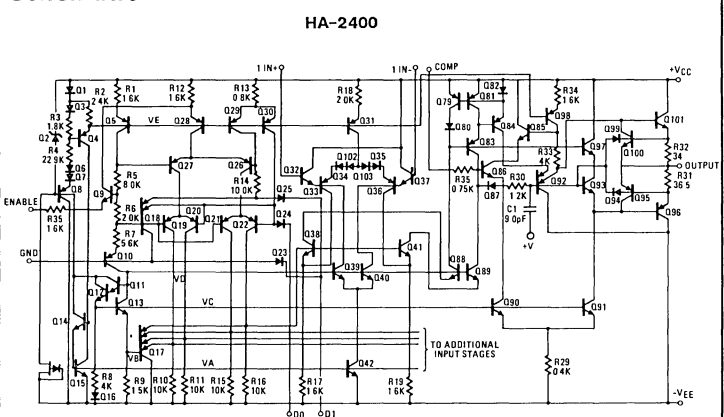 HA-2400
1 IN+
1 IN-
COMP
+VCC
Q1
R2
2 4K
R1
1 6K
R12
1 6K
R13
0 8K
Q30
R18
2 0K
Q82
Q81
R34
1 6K
Q3
R3
1.8K
Q4
Q5
VE
Q28
Q29
Q31
Q79
Q80
Q84
Q85
Q98
Q101
Q2
R4
22 9K
Q6
Q7
Q8
R5
8 0K
Q27
Q26
R14
10 0K
Q32
Q33
Q34
Q102
Q35
Q103
Q36
Q37
Q83
Q86
R35
0 75K
Q87
R30
1 2K
R33
4K
Q92
Q97
Q93
Q99
Q100
R32
34
OUTPUT
R31
36 5
Q94
Q95
Q96
ENABLE
R35
1 6K
Q9
R6
2 0K
Q18
Q19
Q20
Q21
Q22
Q25
Q24
C1
9 0pF
+V
R7
5 6K
GND
Q10
Q23
Q38
Q41
Q88
Q89
Q11
Q12
VD
Q39
Q40
Q13
VC
Q90
Q91
Q14
VB
Q17
TO ADDITIONAL
INPUT STAGES
Q15
VA
Q42
R29
0 4K
R8
4K
Q16
R9
1 5K
R10
10K
R11
10K
R15
10K
R16
10K
R17
1 6K
R19
1 6K
-VEE
D0
D1